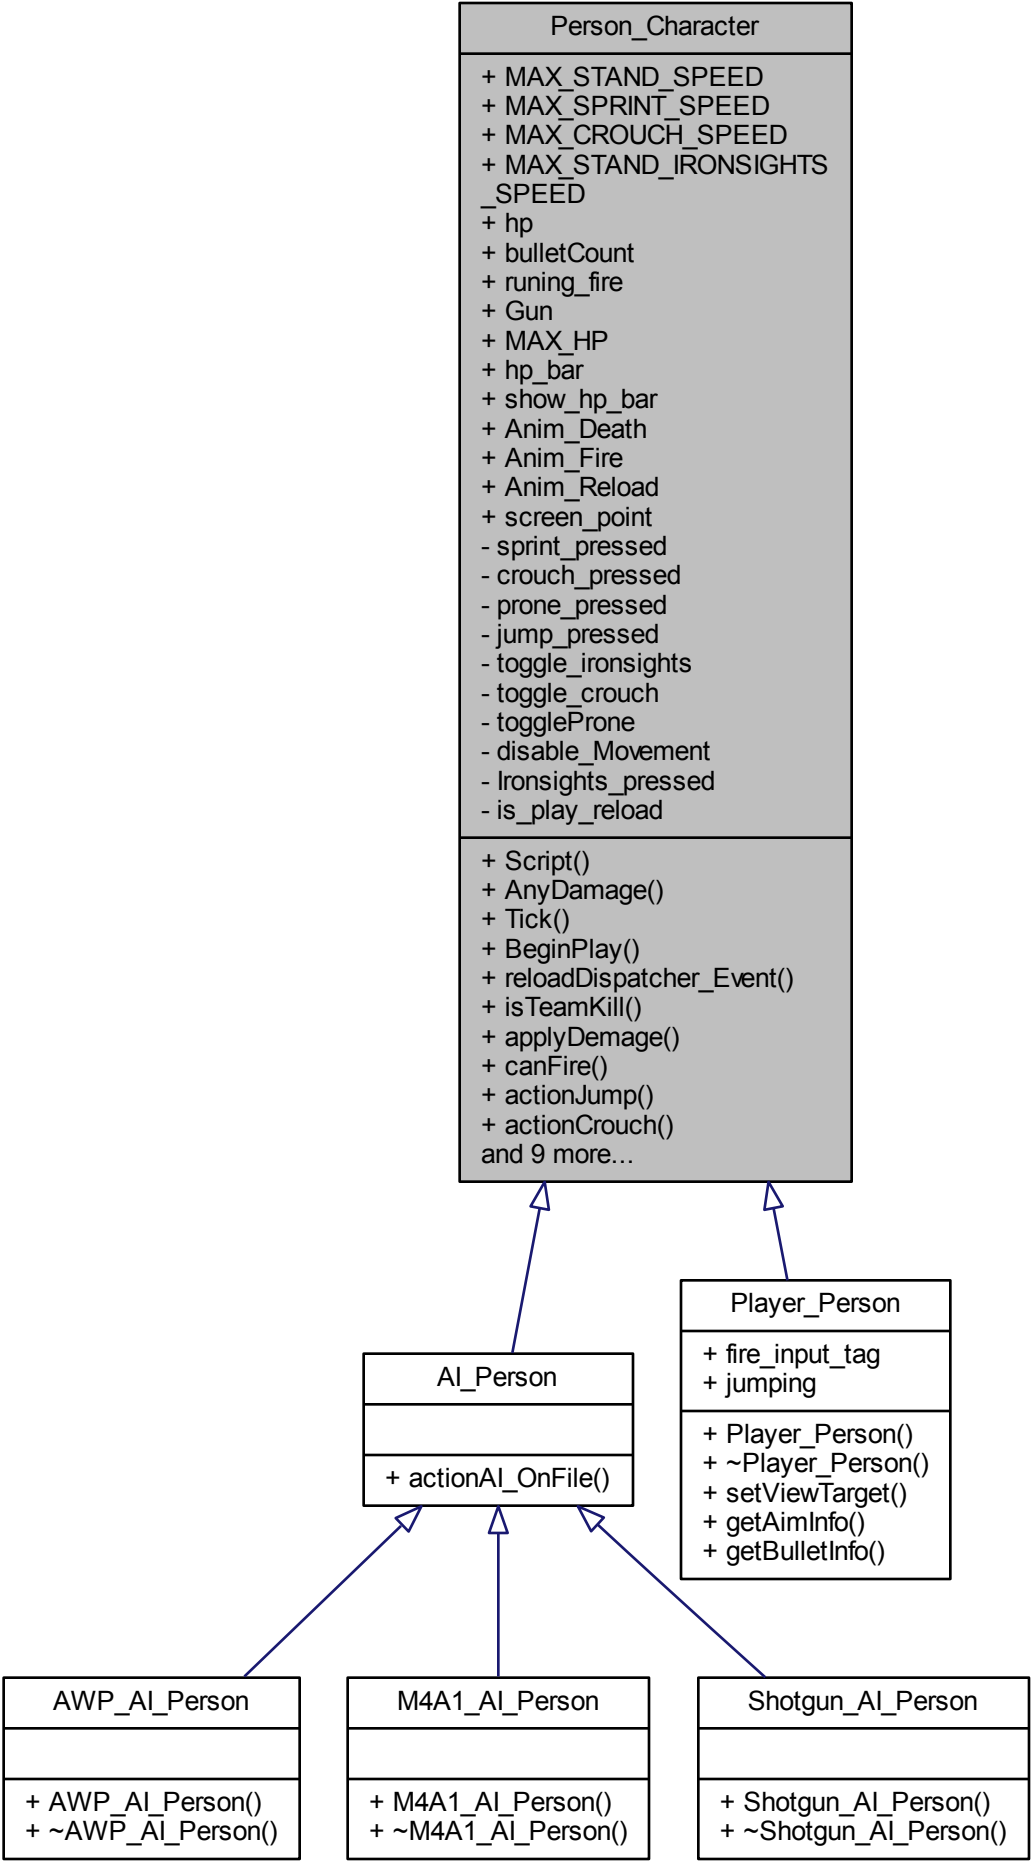 Person_Character
+ MAX_STAND_SPEED
+ MAX_SPRINT_SPEED
+ MAX_CROUCH_SPEED
+ MAX_STAND_IRONSIGHTS
_SPEED
+ hp
+ bulletCount
+ runing_fire
+ Gun
+ MAX_HP
+ hp_bar
+ show_hp_bar
+ Anim_Death
+ Anim_Fire
+ Anim_Reload
+ screen_point
- sprint_pressed
- crouch_pressed
- prone_pressed
- jump_pressed
- toggle_ironsights
- toggle_crouch
- toggleProne
- disable_Movement
- Ironsights_pressed
- is_play_reload
+ Script()
+ AnyDamage()
+ Tick()
+ BeginPlay()
+ reloadDispatcher_Event()
+ isTeamKill()
+ applyDemage()
+ canFire()
+ actionJump()
+ actionCrouch()
and 9 more...
Player_Person
+ fire_input_tag
+ jumping
+ Player_Person()
+ ~Player_Person()
+ setViewTarget()
+ getAimInfo()
+ getBulletInfo()
AI_Person
+ actionAI_OnFile()
AWP_AI_Person
+ AWP_AI_Person()
+ ~AWP_AI_Person()
M4A1_AI_Person
+ M4A1_AI_Person()
+ ~M4A1_AI_Person()
Shotgun_AI_Person
+ Shotgun_AI_Person()
+ ~Shotgun_AI_Person()